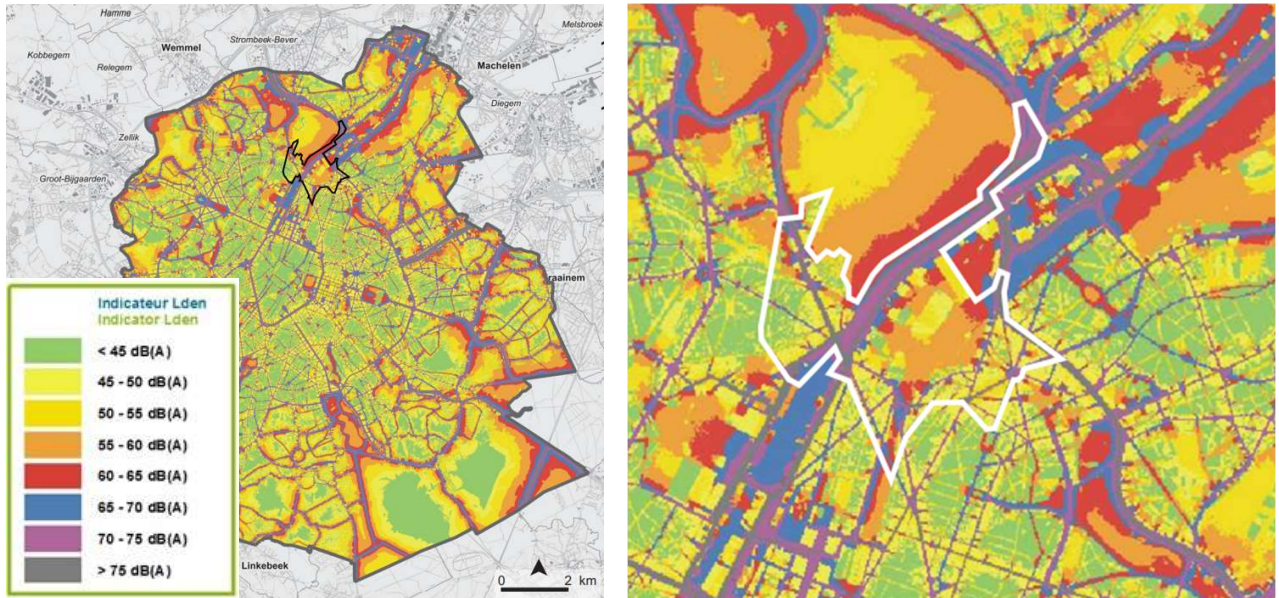 Hamme
Melsbroek
Strombeek-Bever
Wemmel
Kobbegem
Relegem
Machelen
Diegem
Zellik
Groot-Bijgaarden
raainem
Indicateur Lden
Indicator Lden
< 45 dB(A)
45 - 50 dB(A)
50 - 55 dB(A)
55 - 60 dB(A)
60 - 65 dB(A)
65 - 70 dB(A)
70 - 75 dB(A)
> 75 dB(A)
Linkebeek
0 2 km